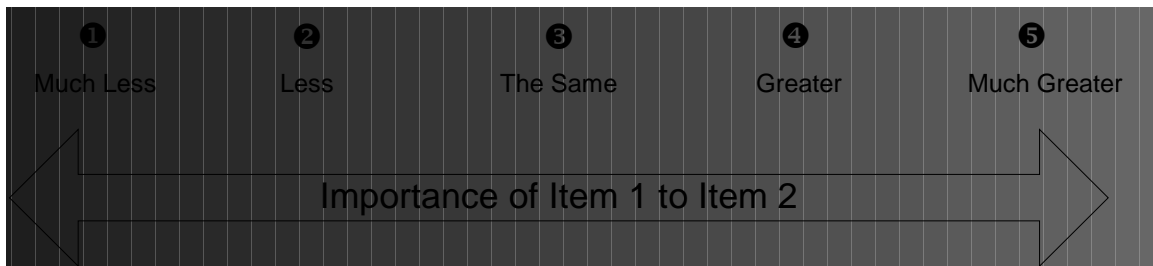 ❶ ❷ ❸ ❹ ❺
Much Less Less The Same Greater Much Greater
Importance of Item 1 to Item 2